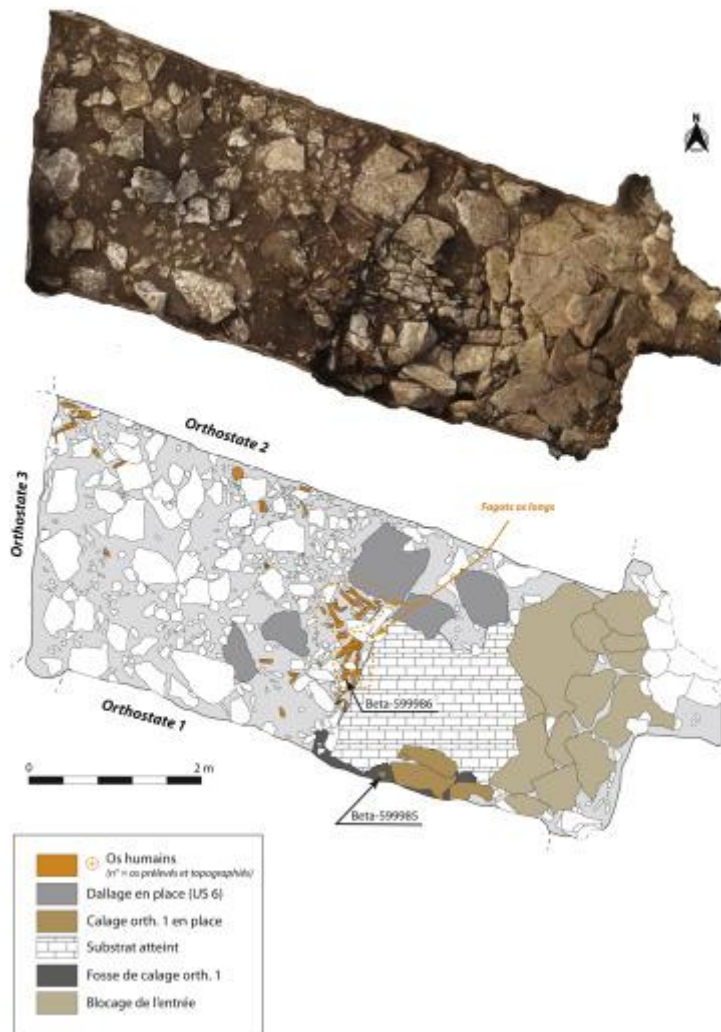 N
Orthostate 2
Orthostate 3
Fagots os longs
Orthostate 1
Beta-599986
0
2 m
Beta-599985
Os humains
(n° = os prélevés et topographiés)
Dallage en place (US 6)
Calage orth. 1 en place
Substrat atteint
Fosse de calage orth. 1
Blocage de l'entrée